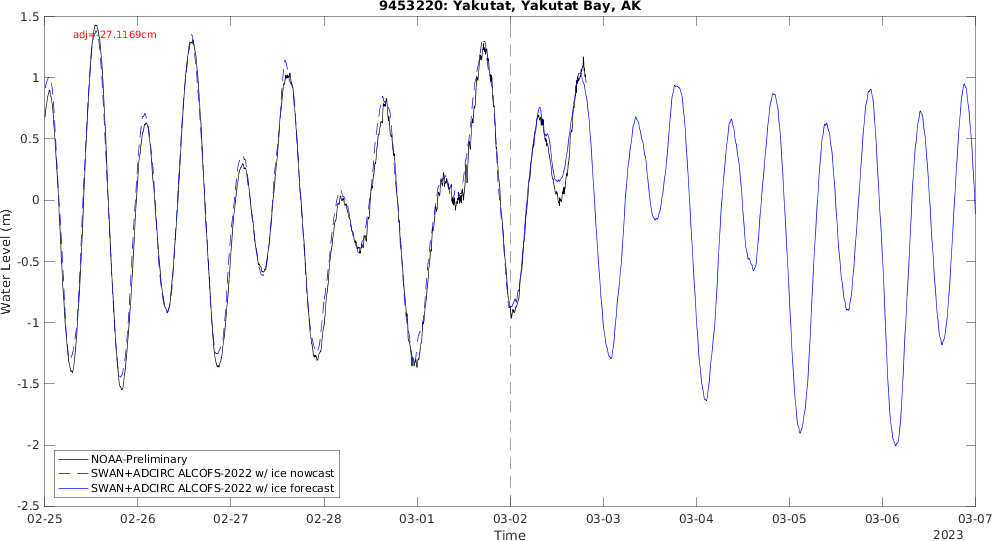 9453220: Yakutat, Yakutat Bay, AK
adj=-27.1169cm
Water Level (m)
1.5
1
0.5
0
-0.5
-1
-1.5
-2
-2.5
NOAA-Preliminary
SWAN+ADCIRC ALCOFS-2022 w/ ice nowcast
SWAN+ADCIRC ALCOFS-2022 w/ ice forecast
02-25 02-26 02-27 02-28 03-01 03-02 03-03 03-04 03-05 03-06 03-07
Time
2023